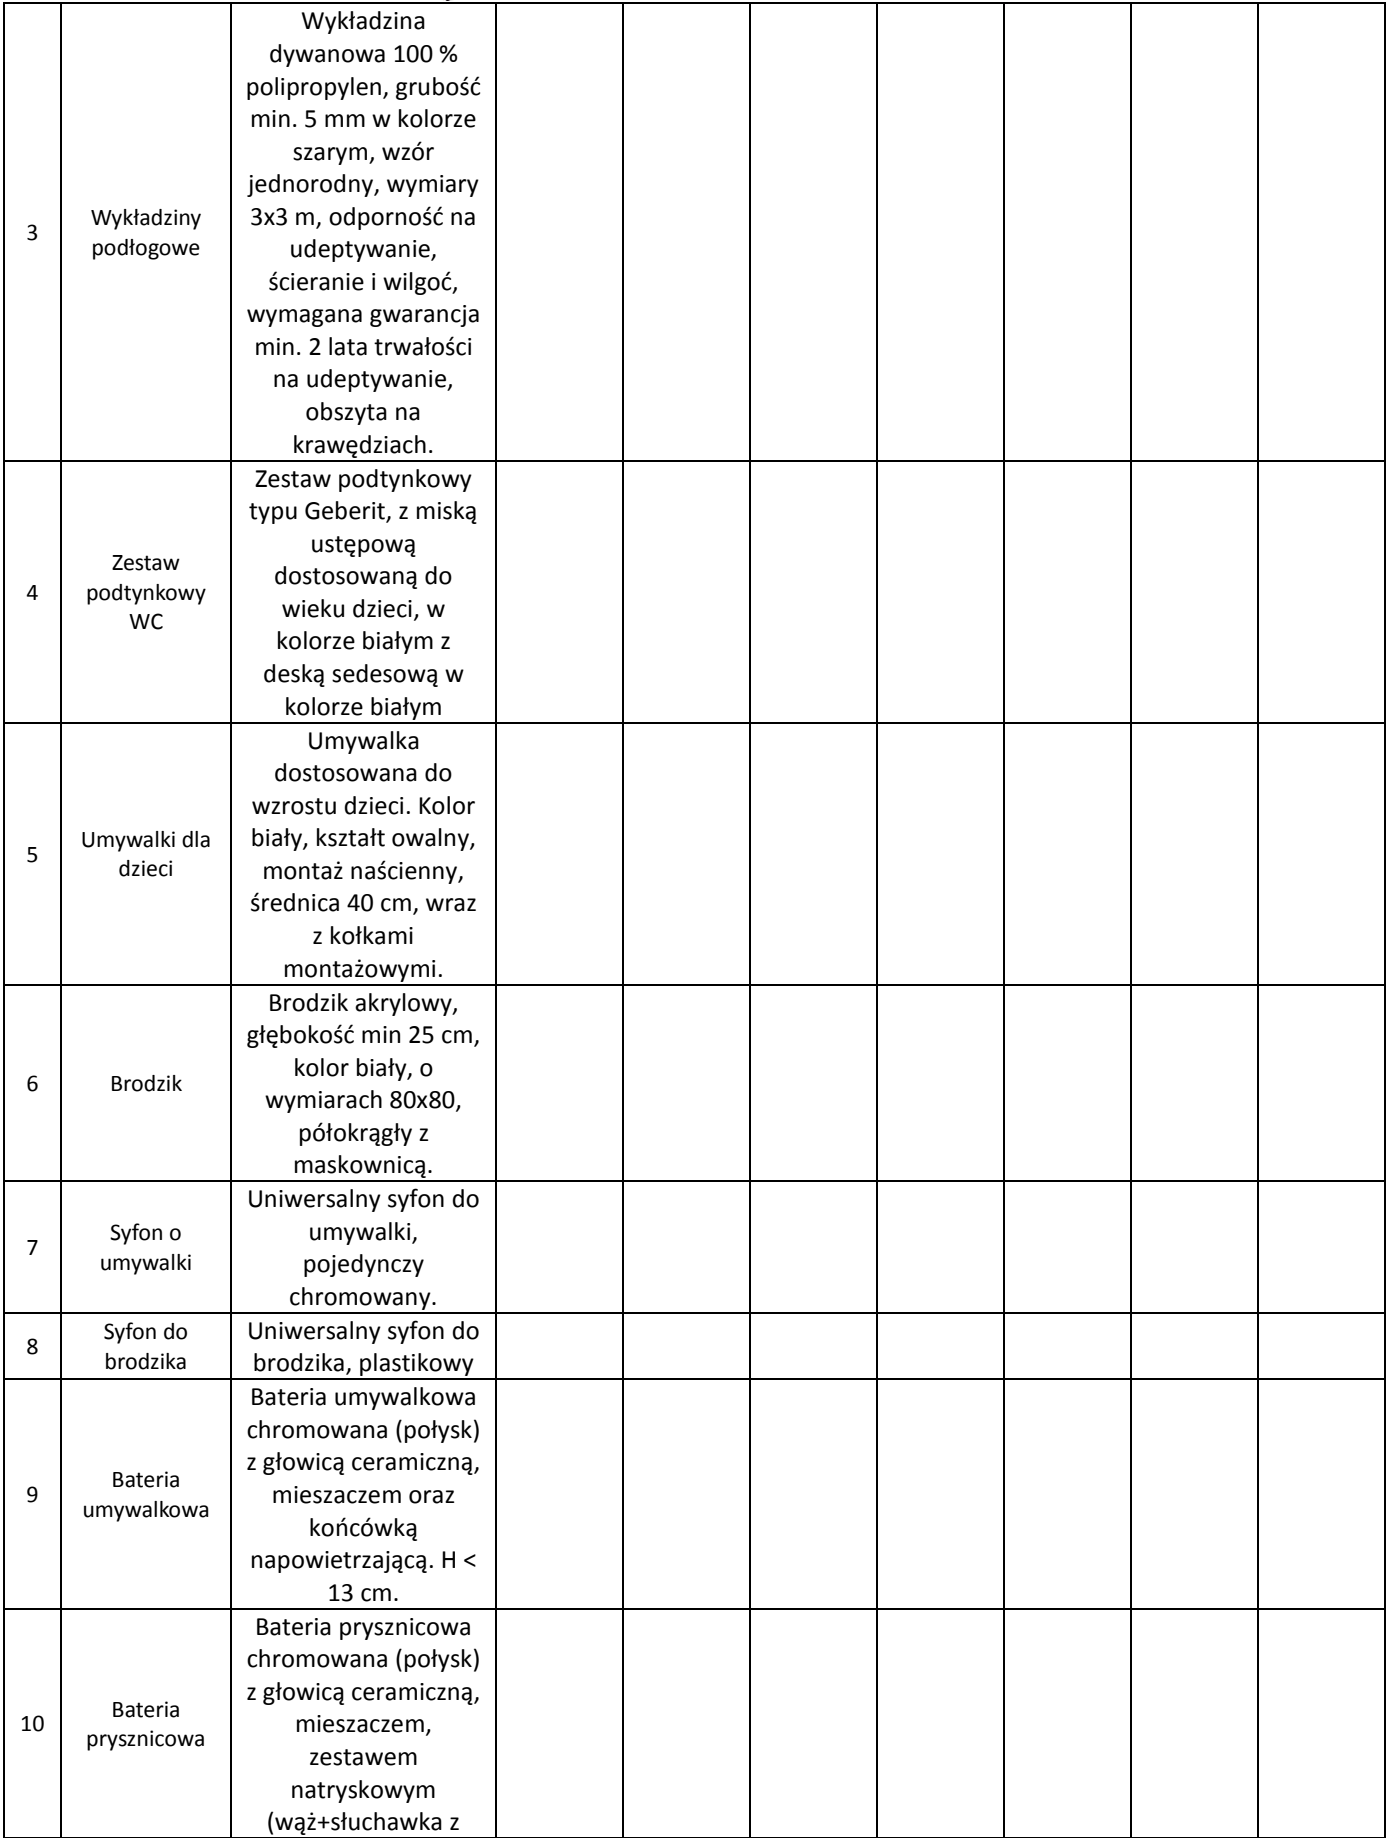 3
Wykładziny
podłogowe
Wykładzina
dywanowa 100 %
polipropylen, grubość
min. 5 mm w kolorze
szarym, wzór
jednorodny, wymiary
3x3 m, odporność na
udeptywanie,
ścieranie i wilgoć,
wymagana gwarancja
min. 2 lata trwałości
na udeptywanie,
obszyta na
krawędziach.
4
Zestaw
podtynkowy
WC
Zestaw podtynkowy
typu Geberit, z miską
ustępową
dostosowaną do
wieku dzieci, w
kolorze białym z
deską sedesową w
kolorze białym
5
Umywalki dla
dzieci
Umywalka
dostosowana do
wzrostu dzieci. Kolor
biały, kształt owalny,
montaż naścienny,
średnica 40 cm, wraz
z kołkami
montażowymi.
6
Brodzik
Brodzik akrylowy,
głębokość min 25 cm,
kolor biały, o
wymiarach 80x80,
półokrągły z
maskownicą.
7
Syfon o
umywalki
Uniwersalny syfon do
umywalki,
pojedynczy
chromowany.
8
Syfon do
brodzika
Uniwersalny syfon do
brodzika, plastikowy
9
Bateria
umywalkowa
Bateria umywalkowa
chromowana (połysk)
z głowicą ceramiczną,
mieszaczem oraz
końcówką
napowietrzającą. H <
13 cm.
10
Bateria
prysznicowa
Bateria prysznicowa
chromowana (połysk)
z głowicą ceramiczną,
mieszaczem,
zestawem
natryskowym
(wąż+słuchawka z